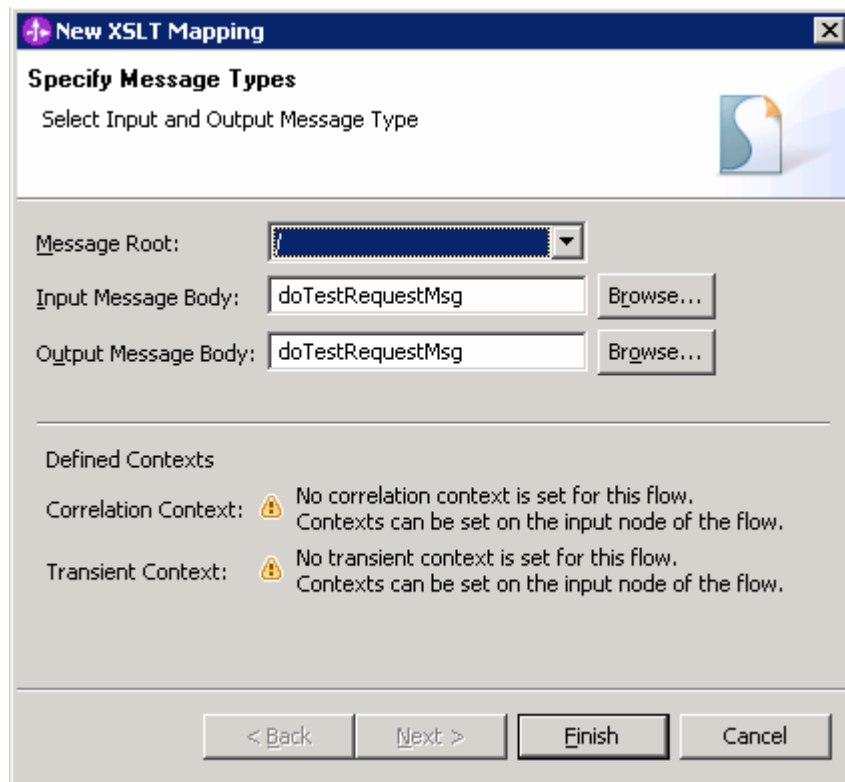 New XSLT Mapping
Specify Message Types
Select Input and Output Message Type
Message Root: /
Input Message Body: doTestRequestMsg Browse...
Output Message Body: doTestRequestMsg Browse...
Defined Contexts
Correlation Context: No correlation context is set for this flow.
Contexts can be set on the input node of the flow.
Transient Context: No transient context is set for this flow.
Contexts can be set on the input node of the flow.
< Back Next > Finish Cancel